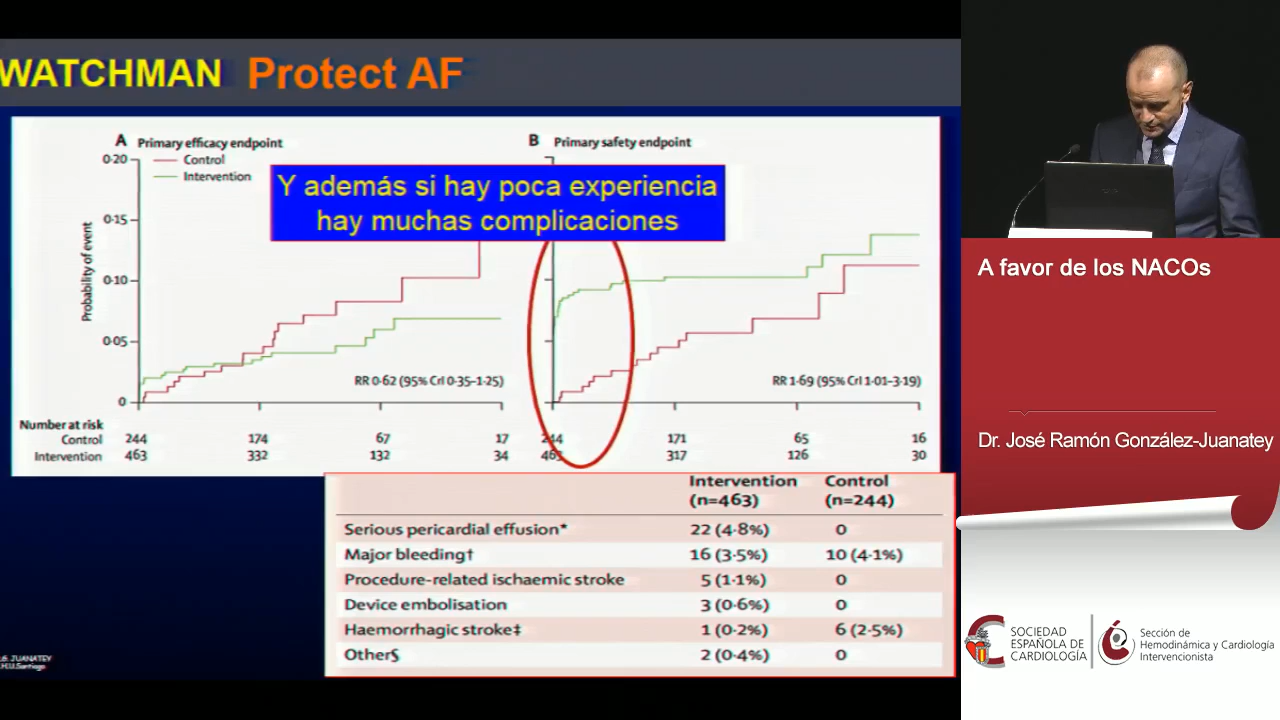 WATCHMAN Protect AF
A Primary efficacy endpoint
Control
Intervention
Y además si hay poca experiencia
hay muchas complicaciones
B Primary safety endpoint
Probability of event
0·20
0·15
0·10
0·05
0
RR 0·62 (95% CrI 0·35–1·25)
RR 1·69 (95% CrI 1·01–3·19)
Number at risk
Control 244 174 67 17 244 171 65 16
Intervention 463 332 132 34 463 317 126 30
Intervention Control
(n=463) (n=244)
Serious pericardial effusion* 22 (4·8%) 0
Major bleeding† 16 (3·5%) 10 (4·1%)
Procedure-related ischaemic stroke 5 (1·1%) 0
Device embolisation 3 (0·6%) 0
Haemorrhagic stroke‡ 1 (0·2%) 6 (2·5%)
Other§ 2 (0·4%) 0
JUANATEY
H.U.Santiago
A favor de los NACOs
Dr. José Ramón González-Juanatey
SOCIEDAD
ESPAÑOLA DE
CARDIOLOGÍA
Sección de
Hemodinámica y Cardiología
Intervencionista